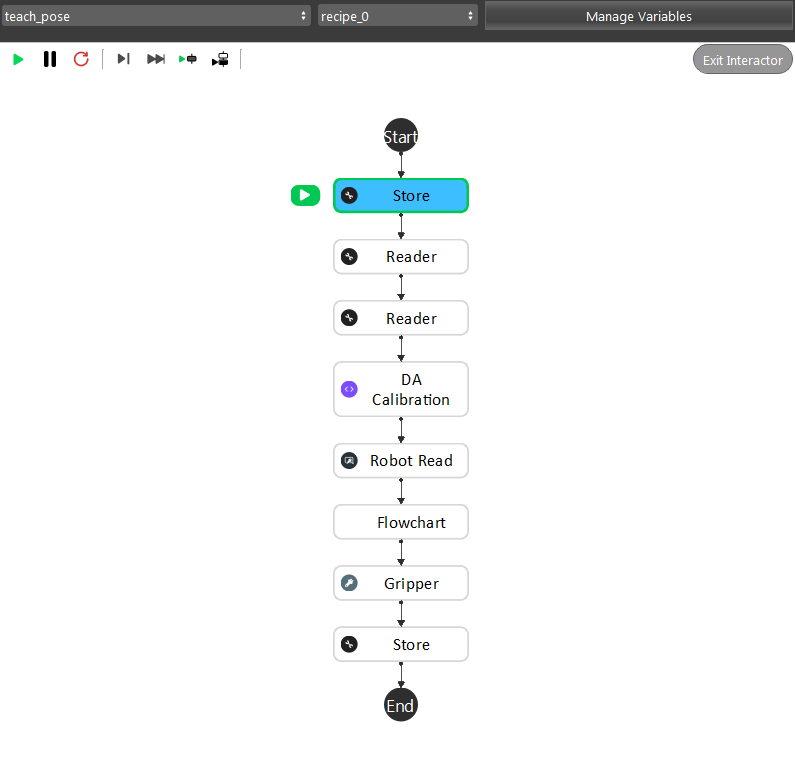 teach_pose
recipe_0
Manage Variables
Exit Interactor
Start
Store
Reader
Reader
DA
Calibration
Robot Read
Flowchart
Gripper
Store
End